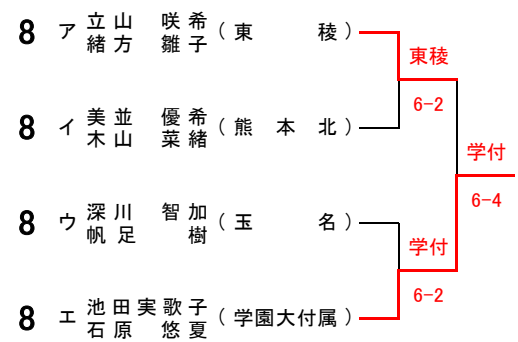 8 ア 立山 咲希
緒方 雛子 (東 稜)
東稜
6-2
8 イ 美並 優希
木山 菜緒 (熊本北)
学付
6-4
8 ウ 深川 智加
帆足 樹 (玉 名)
学付
6-2
8 エ 池田実歌子
石原 悠夏 (学園大付属)